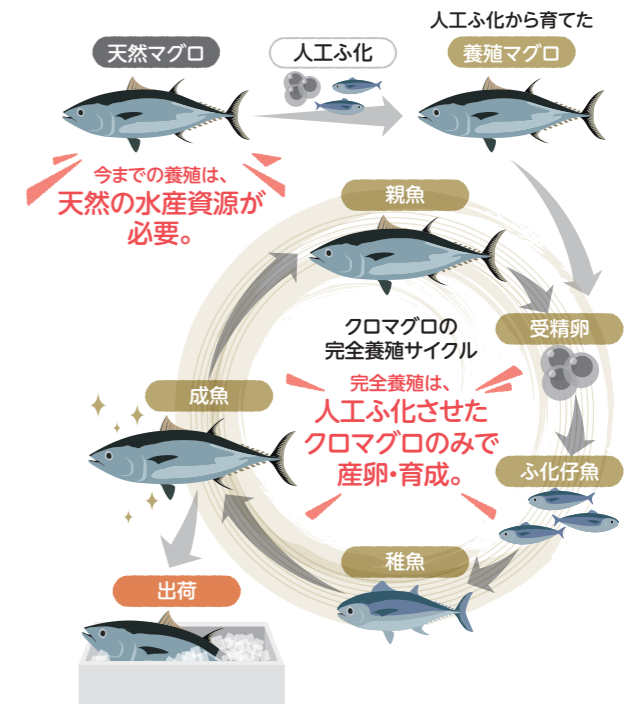 人工ふ化から育てた
天然マグロ
人工ふ化
養殖マグロ
今までの養殖は、
天然の水産資源が
必要。
親魚
受精卵
クロマグロの
完全養殖サイクル
完全養殖は、
人工ふ化させた
クロマグロのみで
産卵・育成。
成魚
ふ化仔魚
稚魚
出荷